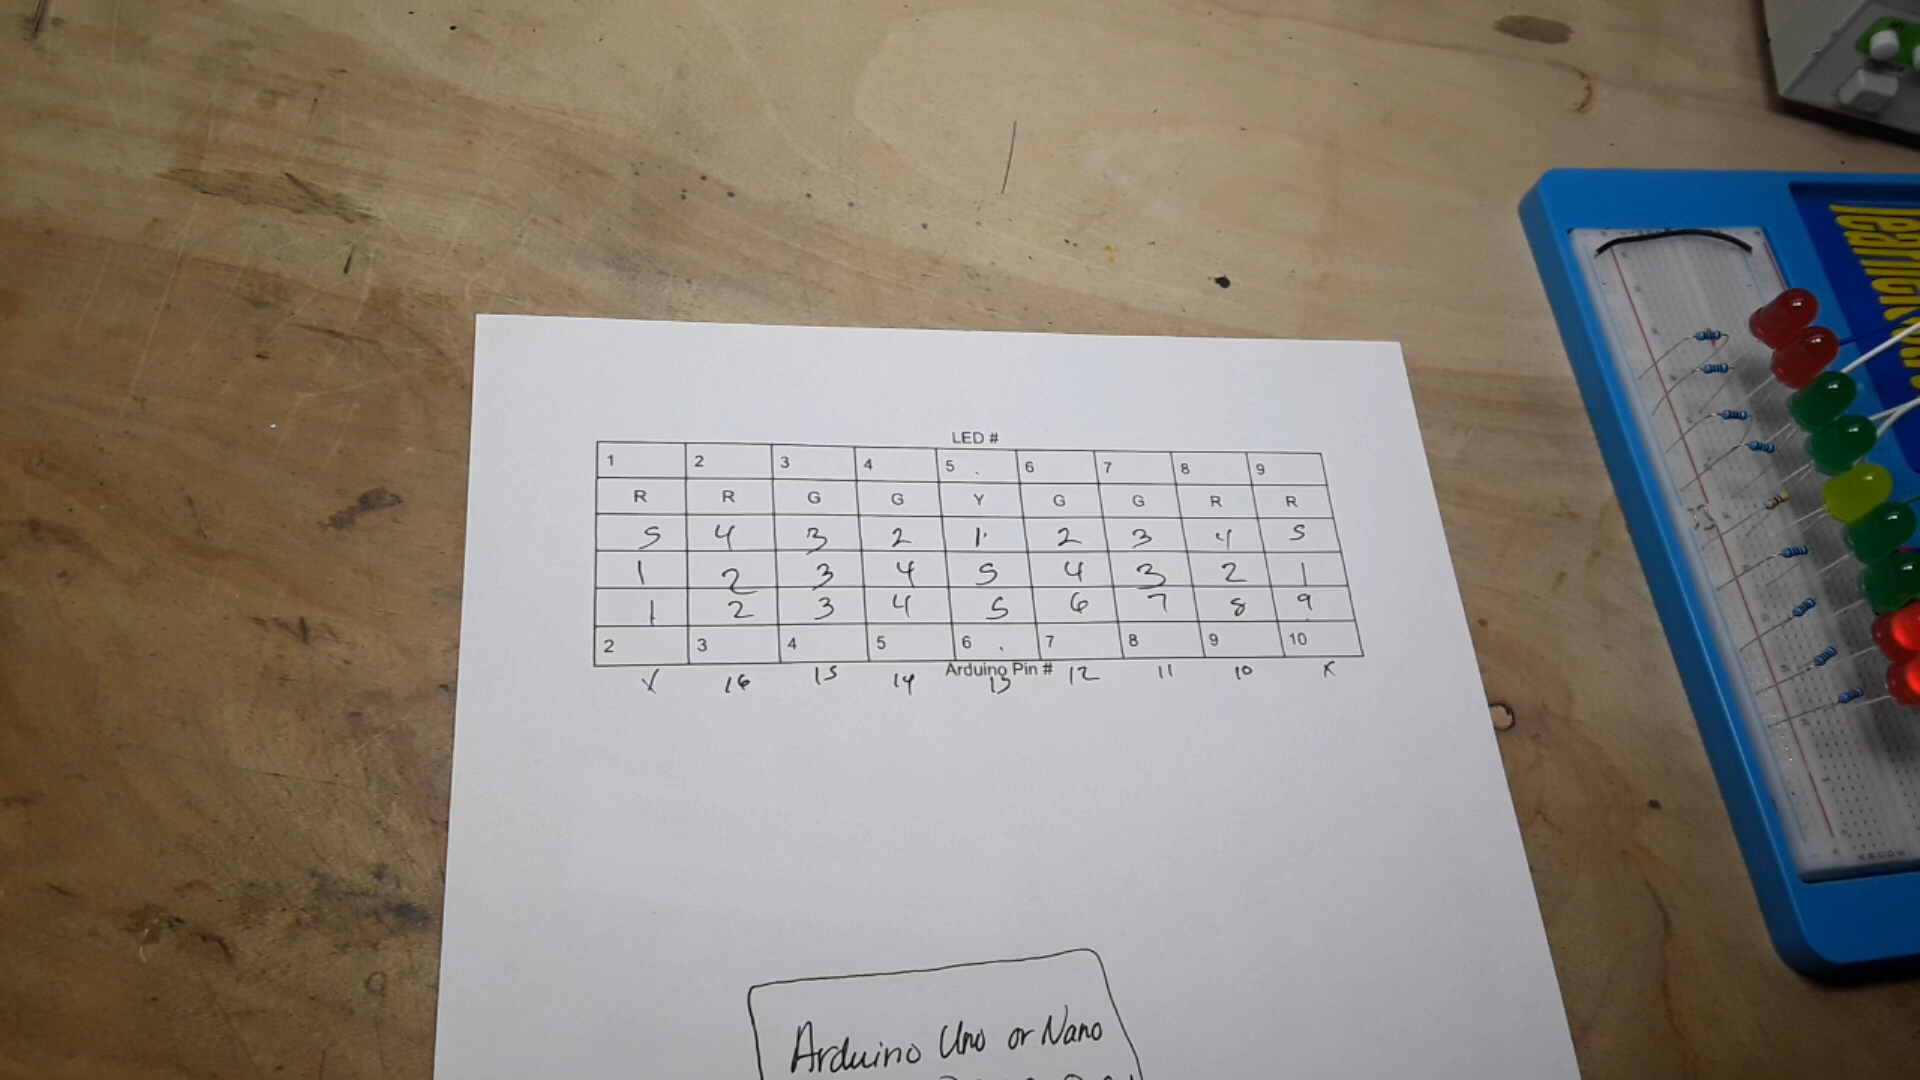 LED #
1 2 3 4 5 6 7 8 9
R R G G Y G G R R
5 4 3 2 1 2 3 4 5
1 2 3 4 5 4 3 2 1
1 2 3 4 5 6 7 8 9
2 3 4 5 6 7 8 9 10
Arduino Pin #
X 16 15 14 13 12 11 10 X
Arduino Uno or Nano